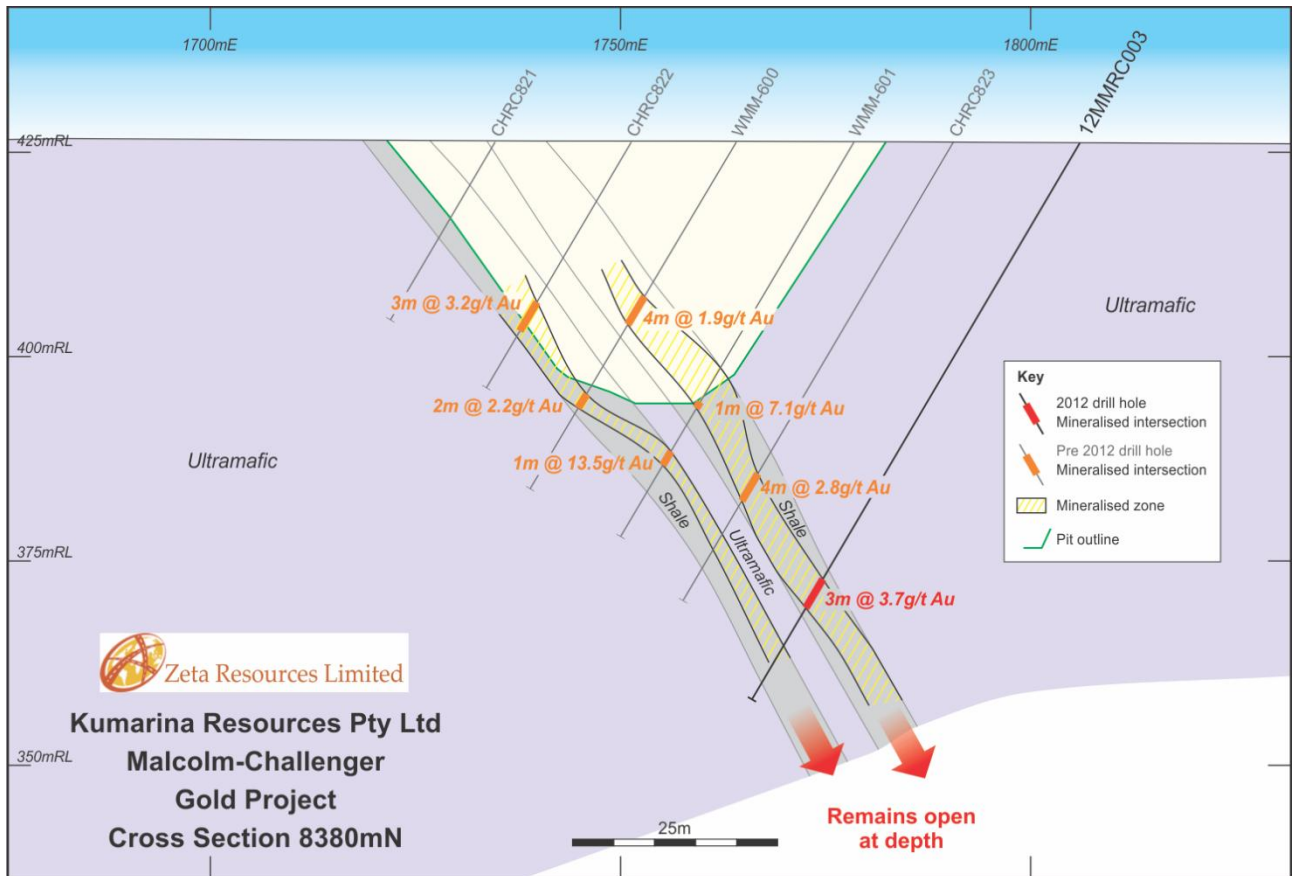 1700mE
1750mE
1800mE
CHRC821
CHRC822
WMM-600
WMM-601
CHRC823
12MMRC003
425mRL
3m @ 3.2g/t Au
4m @ 1.9g/t Au
Ultramafic
400mRL
2m @ 2.2g/t Au
1m @ 7.1g/t Au
Ultramafic
1m @ 13.5g/t Au
4m @ 2.8g/t Au
Shale
Shale
Ultramafic
375mRL
3m @ 3.7g/t Au
Key
2012 drill hole
Mineralised intersection
Pre 2012 drill hole
Mineralised intersection
Mineralised zone
Pit outline
Zeta Resources Limited
Kumarina Resources Pty Ltd
Malcolm-Challenger
Gold Project
Cross Section 8380mN
350mRL
25m
Remains open
at depth